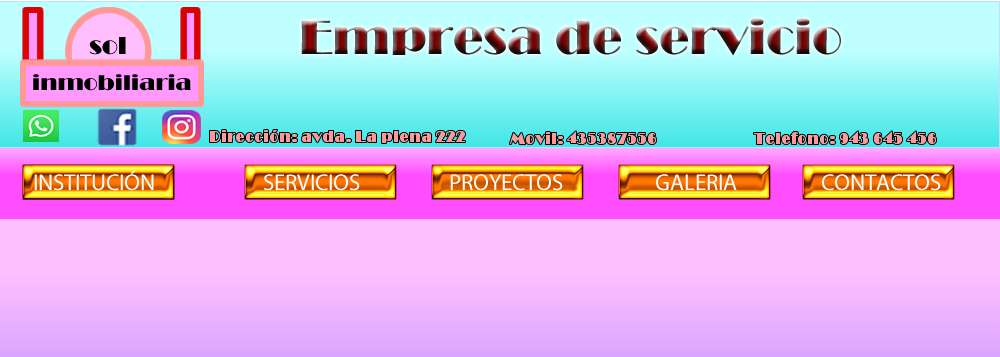 Empresa de servicio
sol
inmobiliaria
Dirección: avda. La plena 222
Movil: 435387556
Telefono: 943 645 456
INSTITUCIÓN
SERVICIOS
PROYECTOS
GALERIA
CONTACTOS